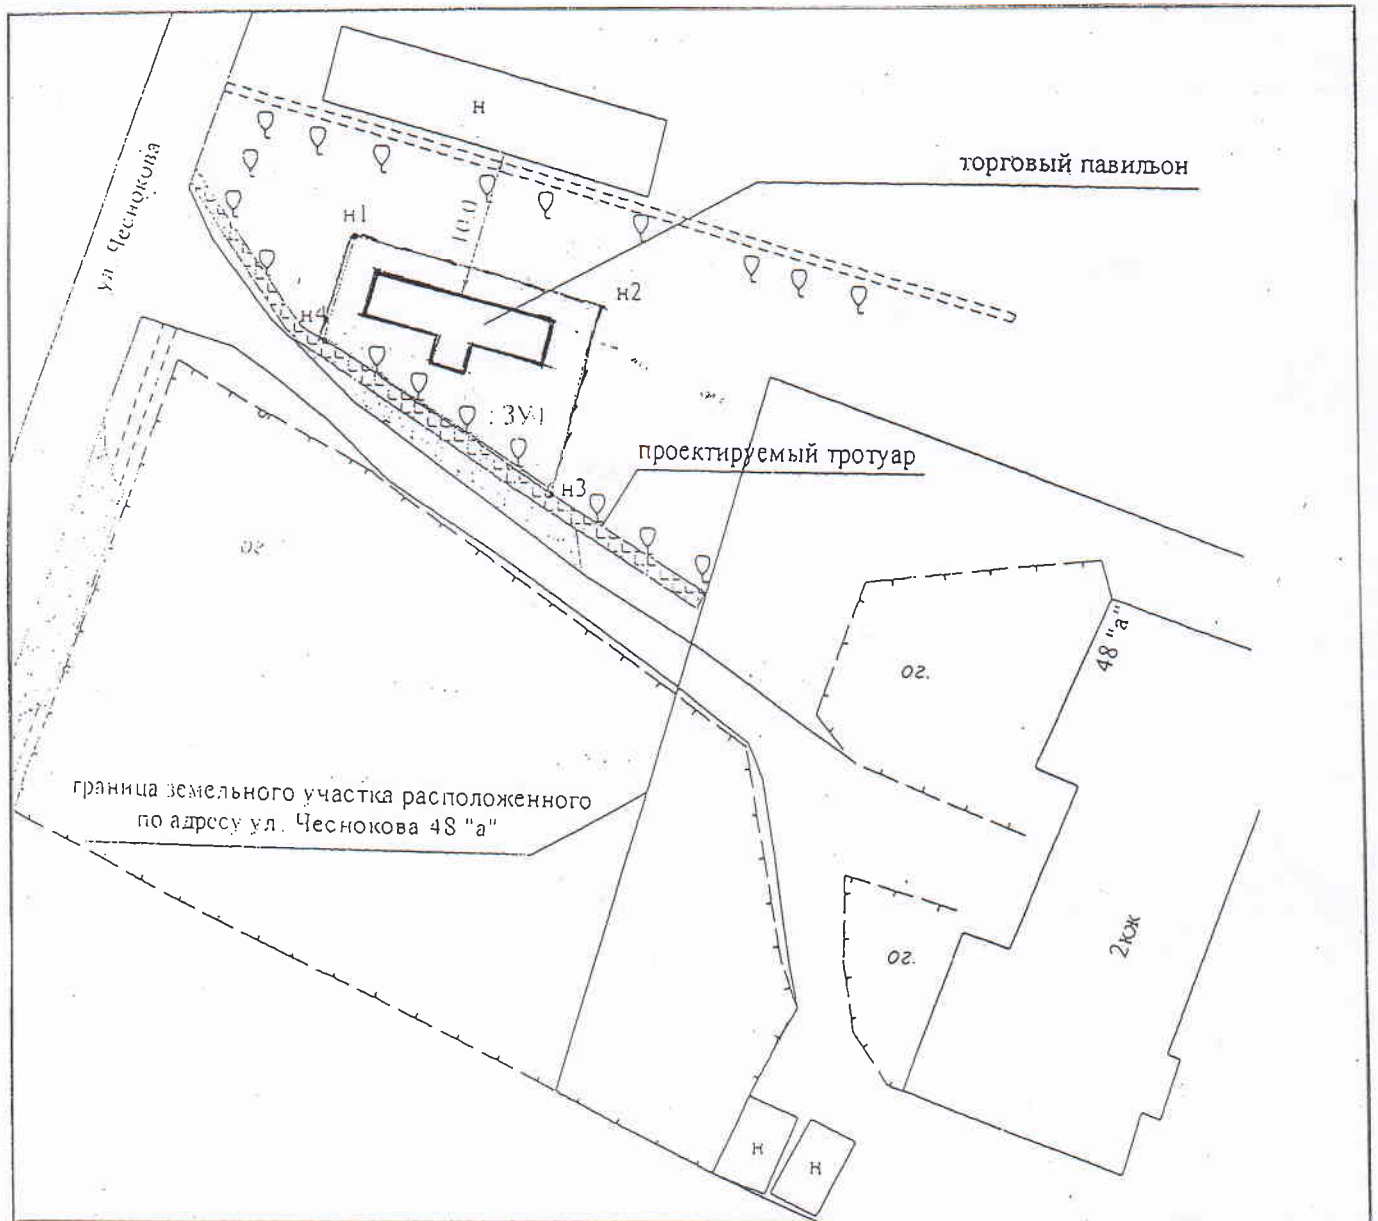 н
торговый павильон
ул. Чеснокова
н1
10.0
н2
н4
:ЗУ1
проектируемый тротуар
н3
ог.
48 "а"
ог.
граница земельного участка расположенного
по адресу ул. Чеснокова 48 "а"
2кж
ог.
н
н